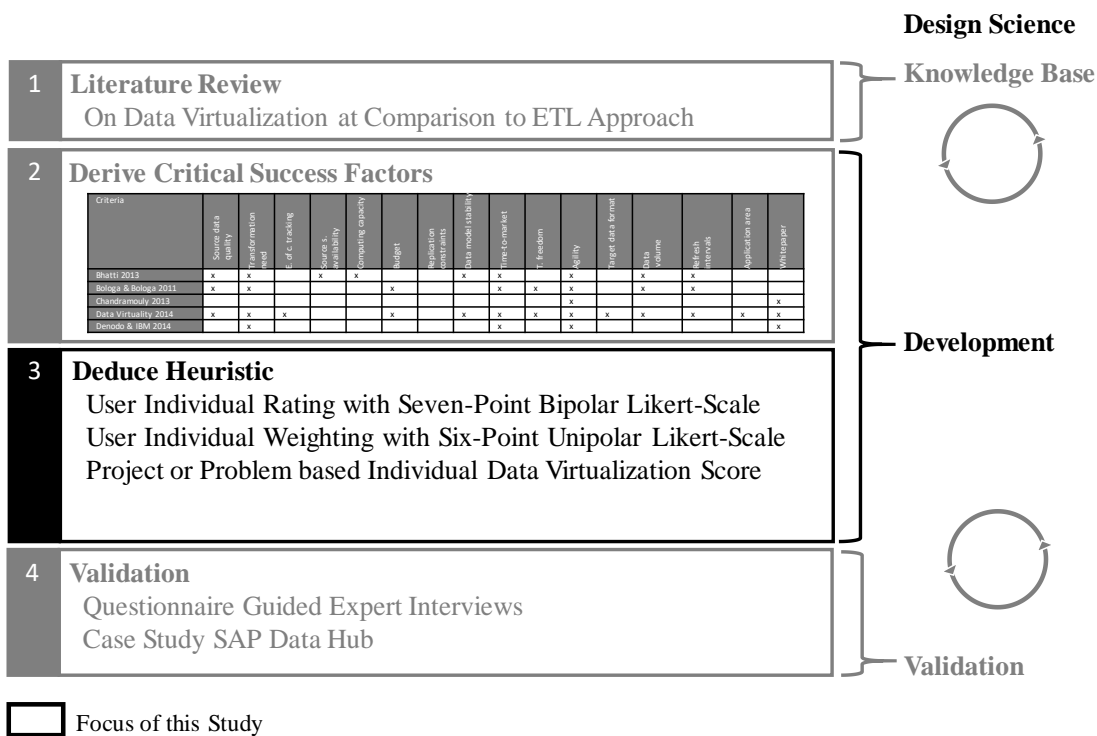 Design Science
1 Literature Review
On Data Virtualization at Comparison to ETL Approach
Knowledge Base
2 Derive Critical Success Factors
Criteria
Source data quality
Transformation need
E. of c. tracking
Source s. availability
Computing capacity
Budget
Replication constraints
Data model stability
Time-to-market
T. freedom
Agility
Target data format
Data volume
Refresh intervals
Application area
Whitepaper
Bhatti 2013 x x x x x x x x x
Bologa & Bologa 2011 x x x x x x x x
Chandramouly 2013 x x
Data Virtuality 2014 x x x x x x x x x x x x x
Denodo & IBM 2014 x x x x
Development
3 Deduce Heuristic
User Individual Rating with Seven-Point Bipolar Likert-Scale
User Individual Weighting with Six-Point Unipolar Likert-Scale
Project or Problem based Individual Data Virtualization Score
4 Validation
Questionnaire Guided Expert Interviews
Case Study SAP Data Hub
Validation
Focus of this Study